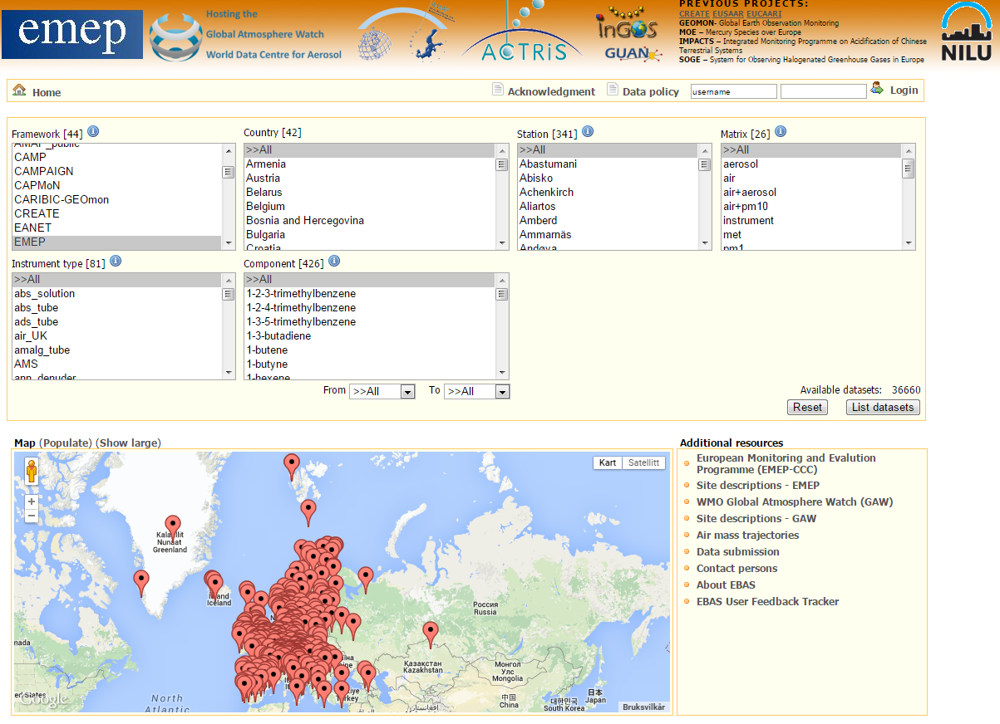 emep
Hosting the
Global Atmosphere Watch
World Data Centre for Aerosol
ACTRiS
inGOS
GUAN
PREVIOUS PROJECTS:
CREATE EUSAAR EUCAARI
GEOMON- Global Earth Observation Monitoring
MOE – Mercury Species over Europe
IMPACTS – Integrated Monitoring Programme on Acidification of Chinese
Terrestrial Systems
SOGE – System for Observing Halogenated Greenhouse Gases in Europe
NILU
Home
Acknowledgment
Data policy
username
Login
Framework [44]
AMAP_public
CAMP
CAMPAIGN
CAPMoN
CARIBIC-GEOmon
CREATE
EANET
EMEP
Country [42]
>>All
Armenia
Austria
Belarus
Belgium
Bosnia and Hercegovina
Bulgaria
Croatia
Station [341]
>>All
Abastumani
Abisko
Achenkirch
Aliartos
Amberd
Ammarnäs
Andøya
Matrix [26]
>>All
aerosol
air
air+aerosol
air+pm10
instrument
met
pm1
Instrument type [81]
>>All
abs_solution
abs_tube
ads_tube
air_UK
amalg_tube
AMS
ann_denuder
Component [426]
>>All
1-2-3-trimethylbenzene
1-2-4-trimethylbenzene
1-3-5-trimethylbenzene
1-3-butadiene
1-butene
1-butyne
1-hexene
From >>All To >>All
Available datasets: 36660
Reset
List datasets
Map (Populate) (Show large)
Kart
Satellitt
Kalaallit
Nunaat
Greenland
Ísland
Iceland
Россия
Russia
Қазақстан
Kazakhstan
Монгол
Улс
Mongolia
中国
China
대한민국
South Korea
日本
Japan
Turkey
North
Atlantic
Google
Bruksvilkår
Additional resources
European Monitoring and Evalution
Programme (EMEP-CCC)
Site descriptions - EMEP
WMO Global Atmosphere Watch (GAW)
Site descriptions - GAW
Air mass trajectories
Data submission
Contact persons
About EBAS
EBAS User Feedback Tracker